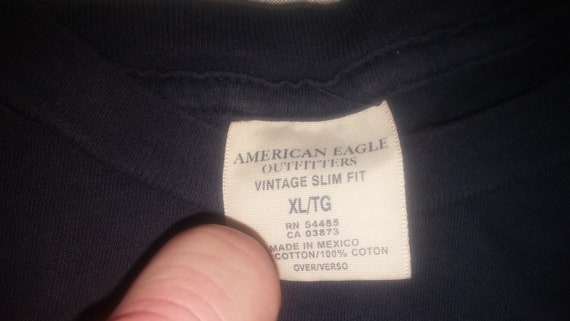 AMERICAN EAGLE
OUTFITTERS
VINTAGE SLIM FIT
XL/TG
RN 54485
CA 03873
MADE IN MEXICO
COTTON/100% COTON
OVER/VERSO